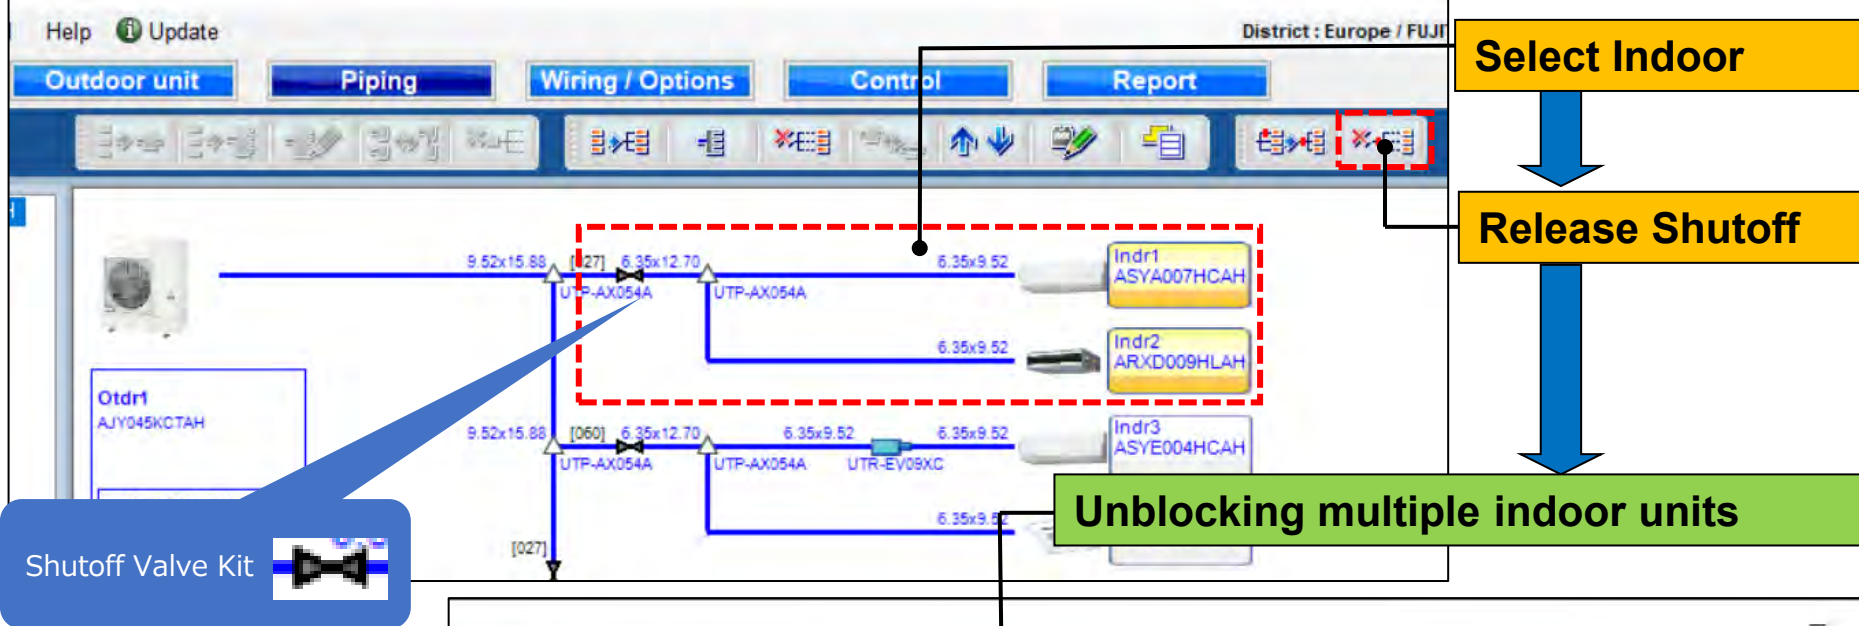 Help Update
District : Europe / FUJI
Outdoor unit Piping Wiring / Options Control Report
Select Indoor
Release Shutoff
9.52x15.88 [027] 6.35x12.70 6.35x9.52
UTP-AX054A UTP-AX054A
Indr1
ASYA007HCAH
6.35x9.52
Indr2
ARXD009HLAH
Otdr1
AJY045KCTAH
9.52x15.88 [060] 6.35x12.70 6.35x9.52 6.35x9.52
UTP-AX054A UTP-AX054A UTR-EV09XC
Indr3
ASYE004HCAH
Unblocking multiple indoor units
6.35x9.52
[027]
Shutoff Valve Kit